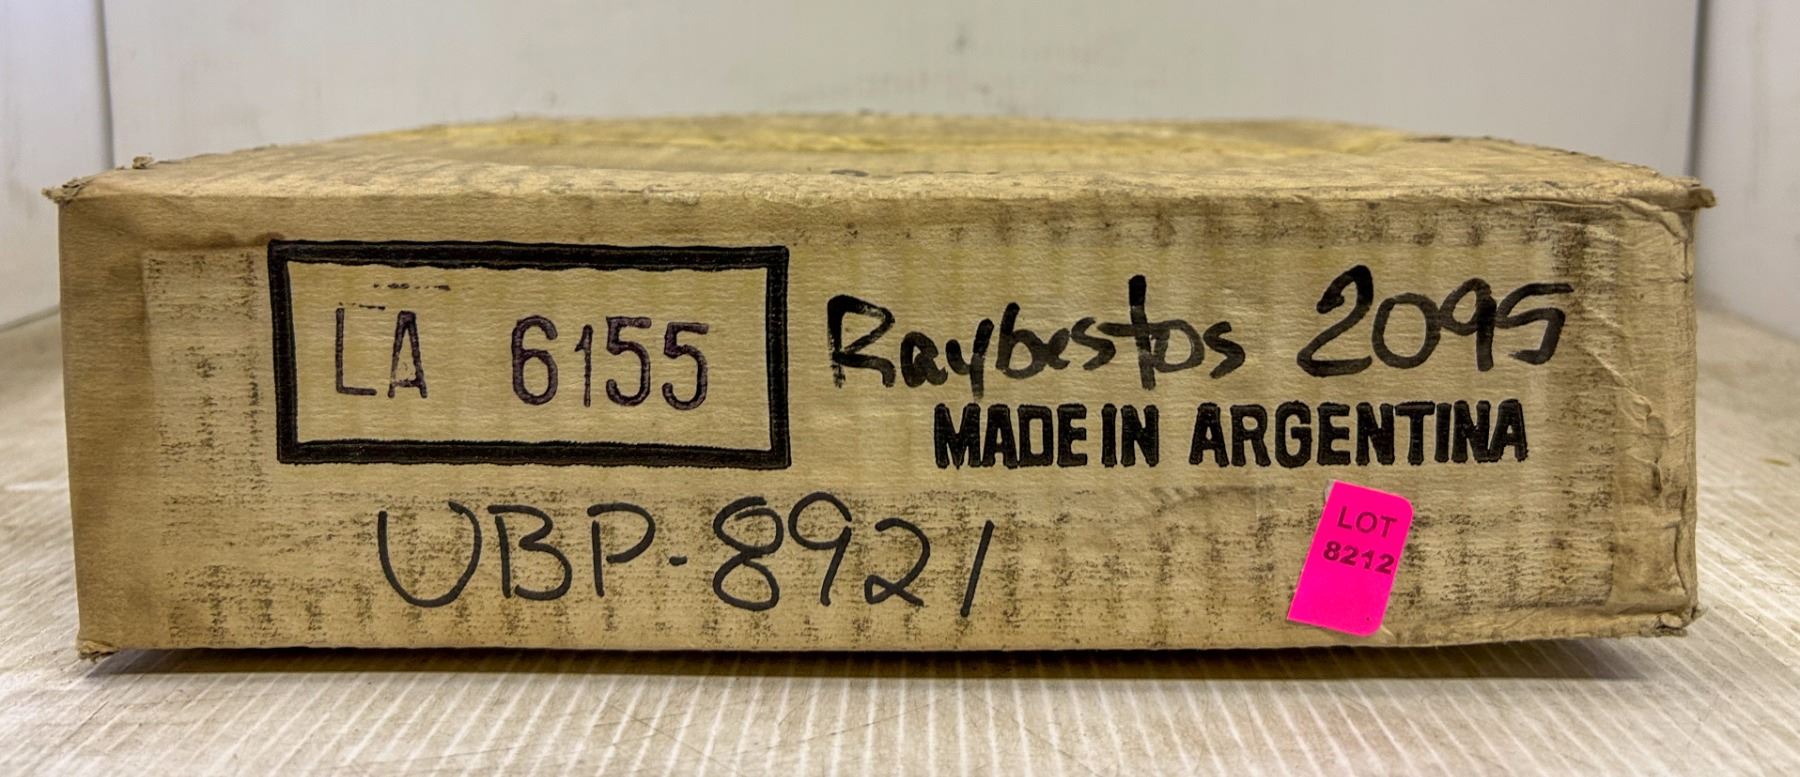 LA 6155
Raybestos 2095
MADE IN ARGENTINA
UBP-8921
LOT
8212